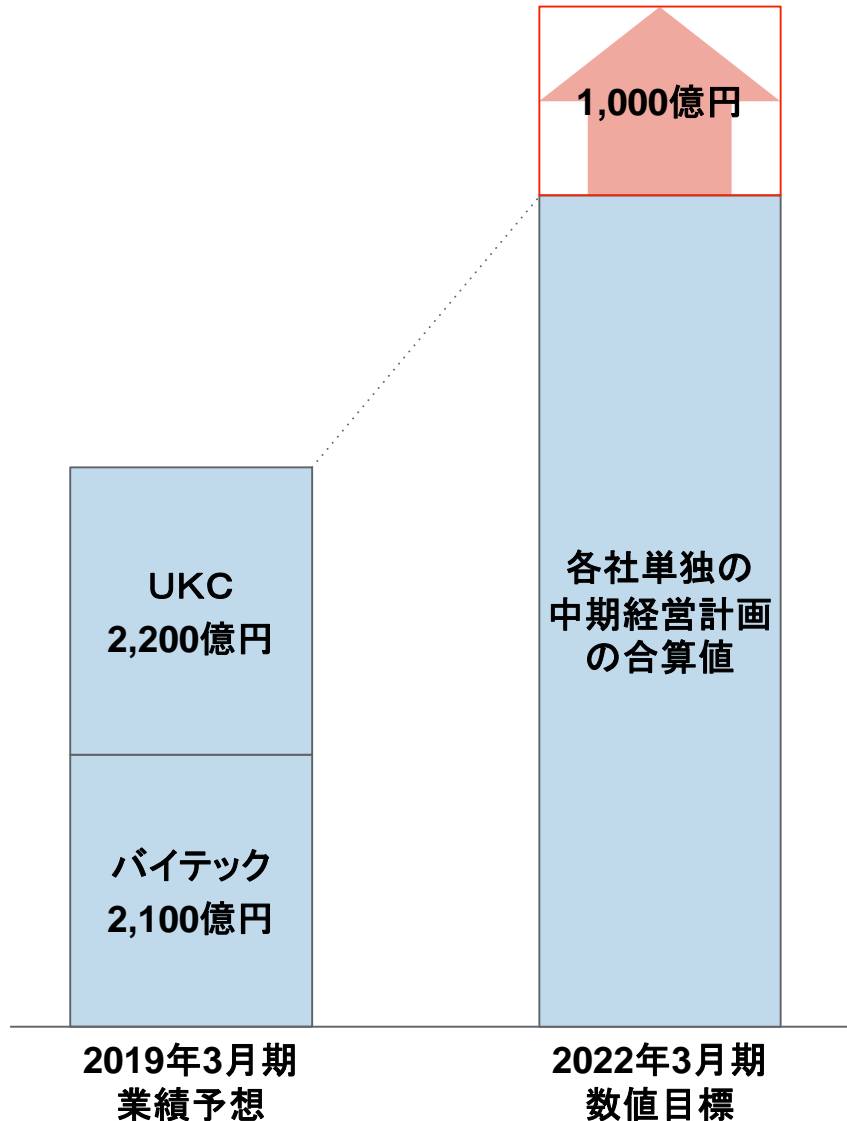 1,000億円
UKC
2,200億円
バイテック
2,100億円
各社単独の
中期経営計画
の合算値
2019年3月期
業績予想
2022年3月期
数値目標